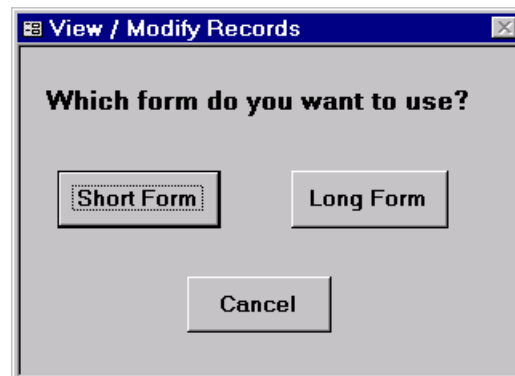 View / Modify Records
Which form do you want to use?
Short Form
Long Form
Cancel